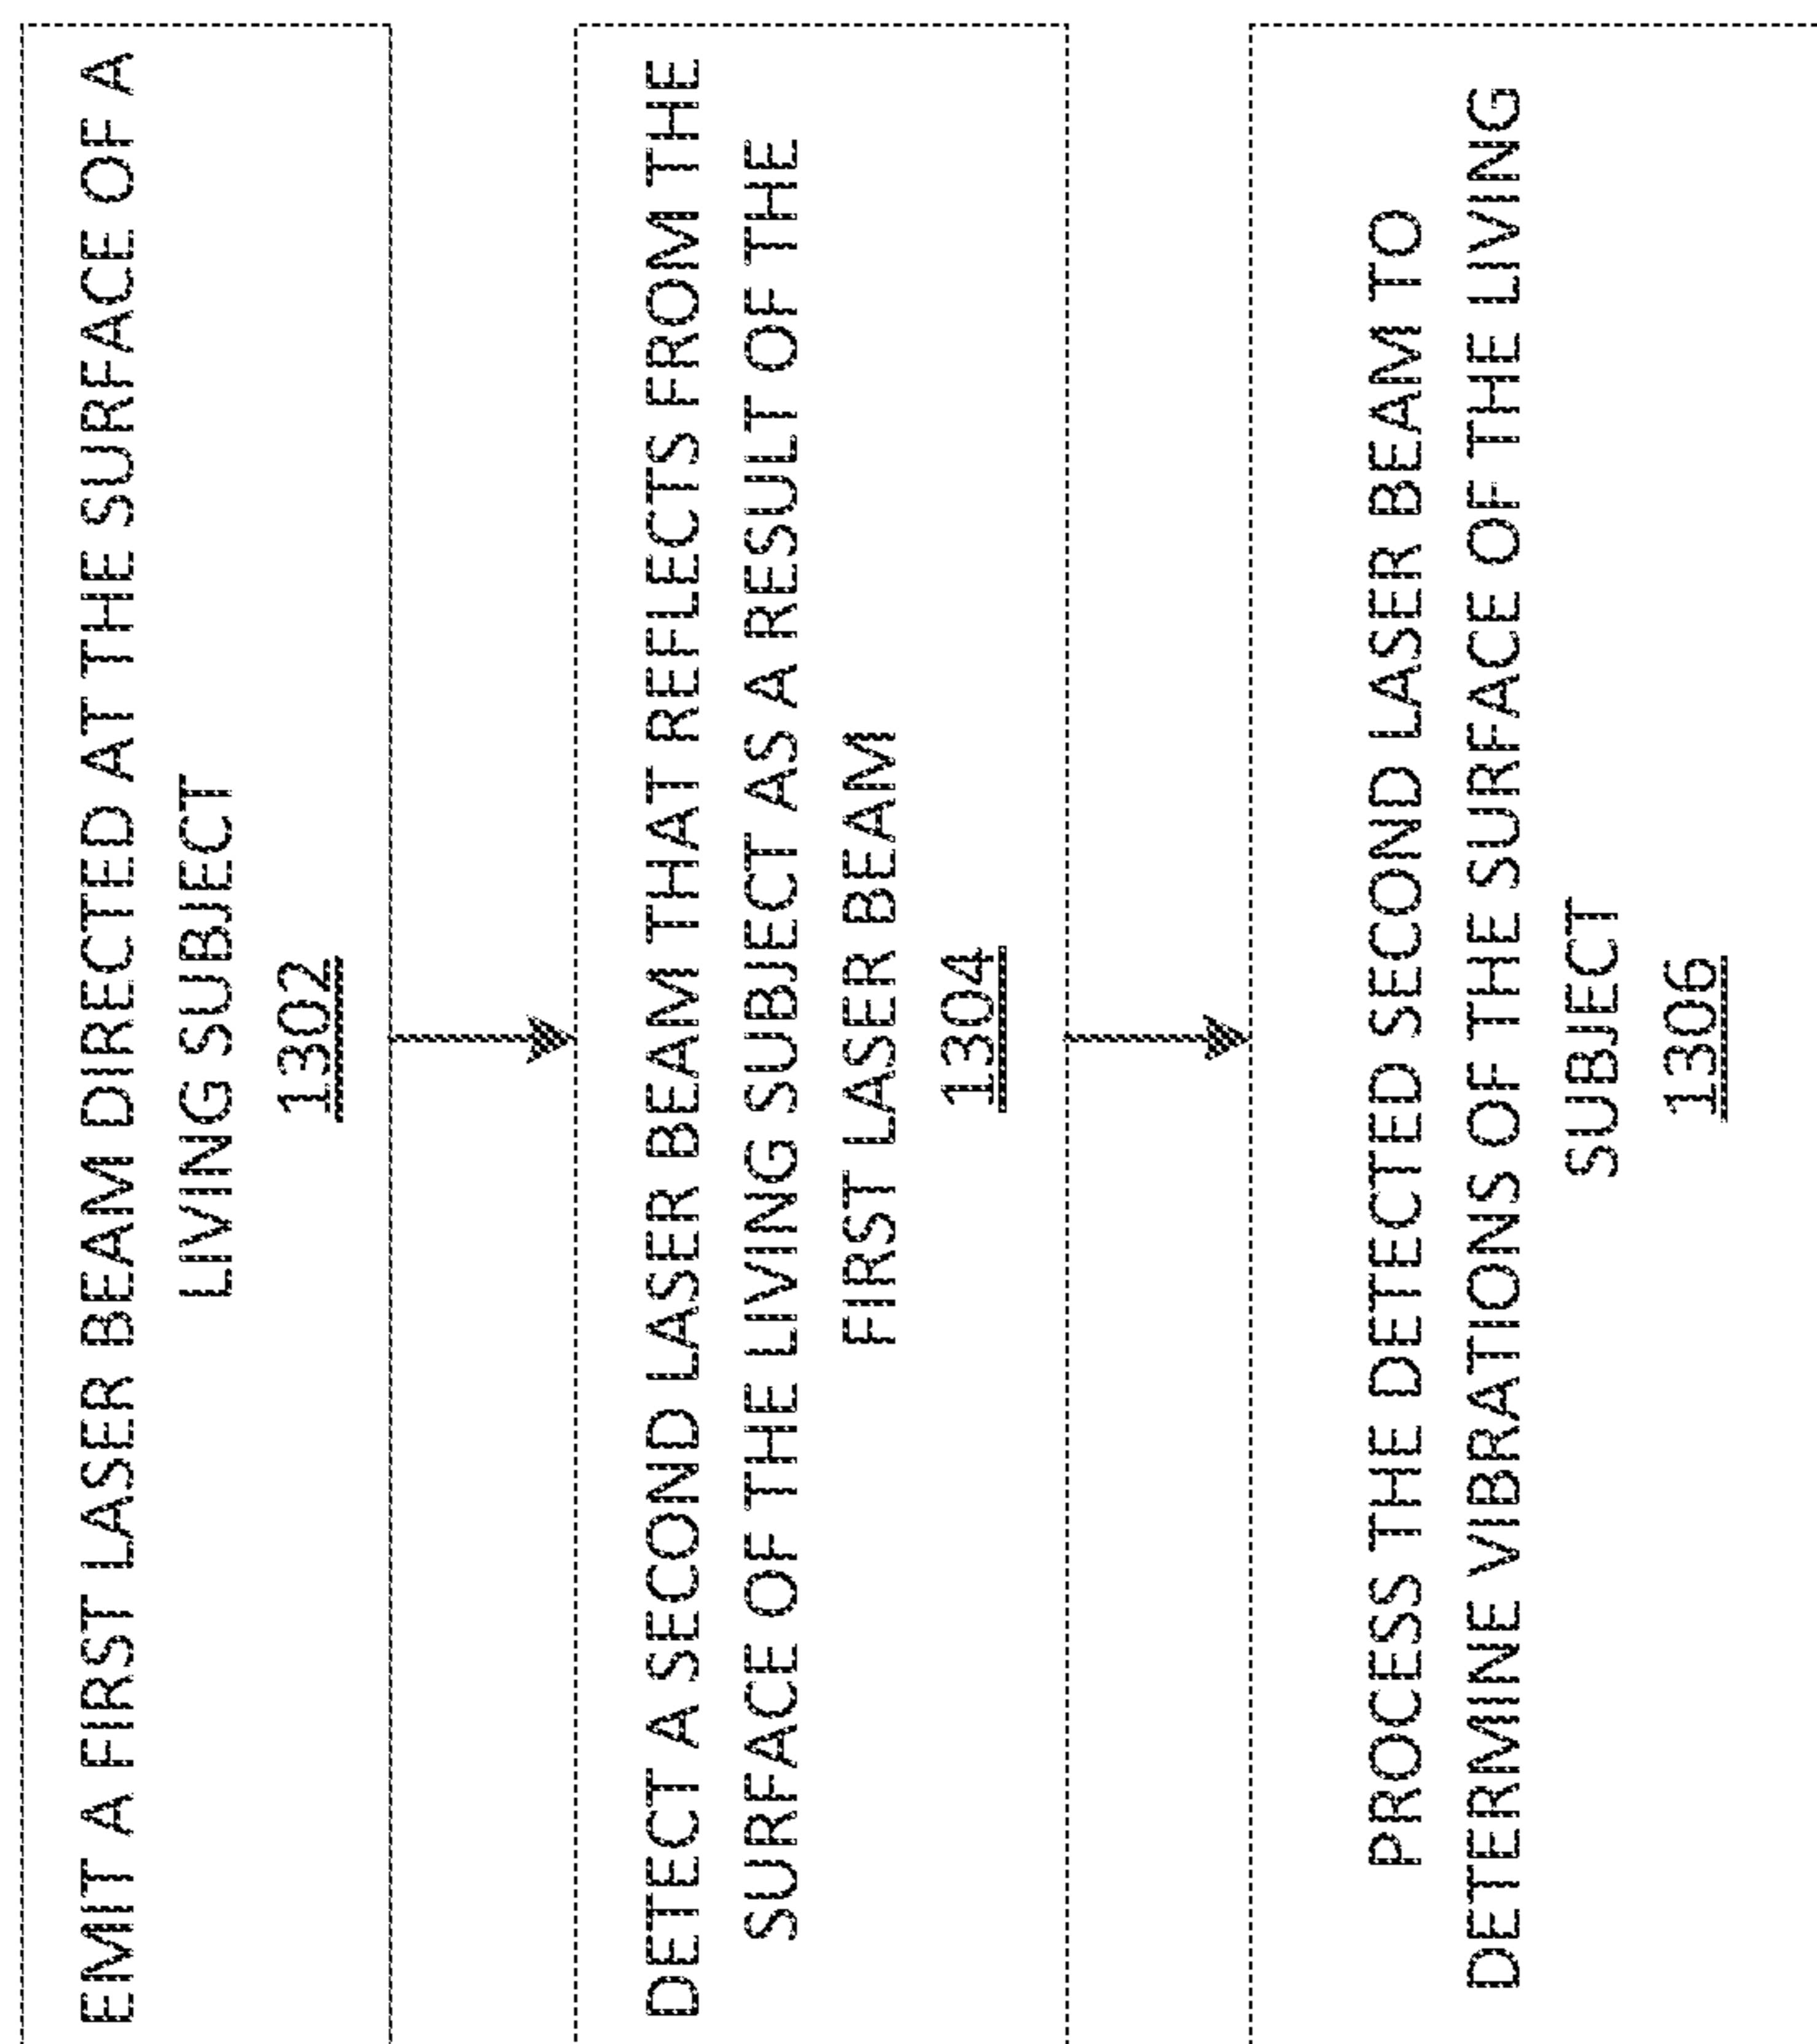 EMIT A FIRST LASER BEAM DIRECTED AT THE SURFACE OF A
LIVING SUBJECT
1302
DETECT A SECOND LASER BEAM THAT REFLECTS FROM THE
SURFACE OF THE LIVING SUBJECT AS A RESULT OF THE
FIRST LASER BEAM
1304
PROCESS THE DETECTED SECOND LASER BEAM TO
DETERMINE VIBRATIONS OF THE SURFACE OF THE LIVING
SUBJECT
1306